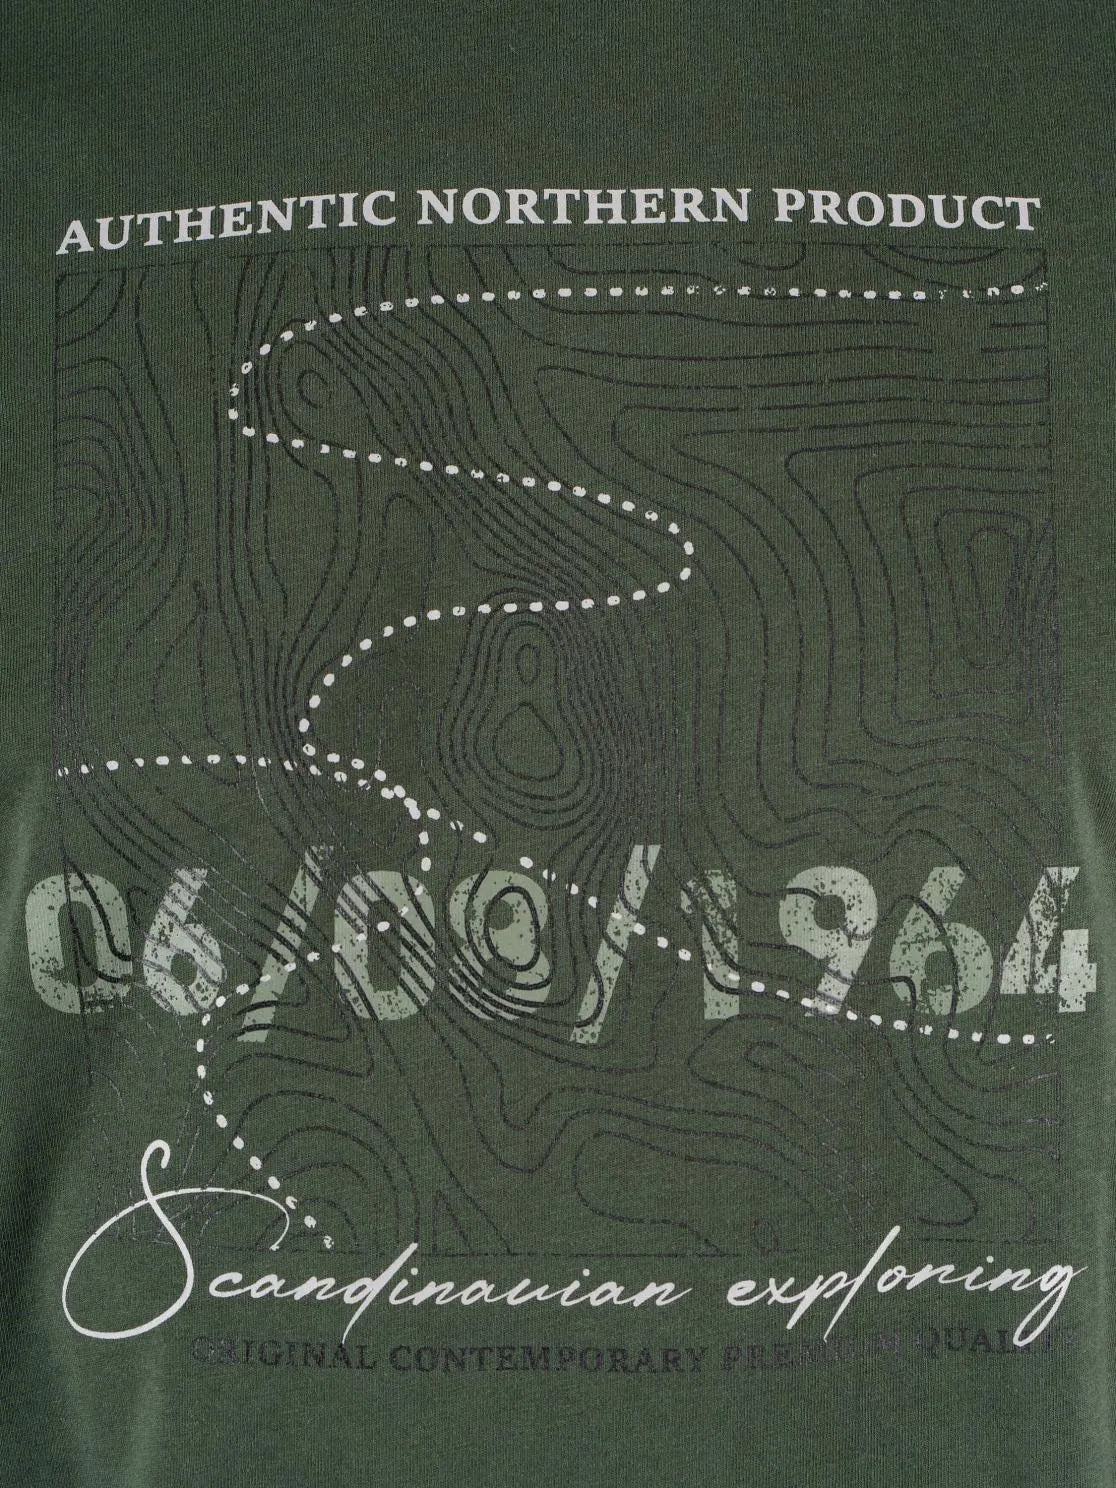 AUTHENTIC NORTHERN PRODUCT
06/09/1964
Scandinavian exploring
ORIGINAL CONTEMPORARY PREMIUM QUALITY